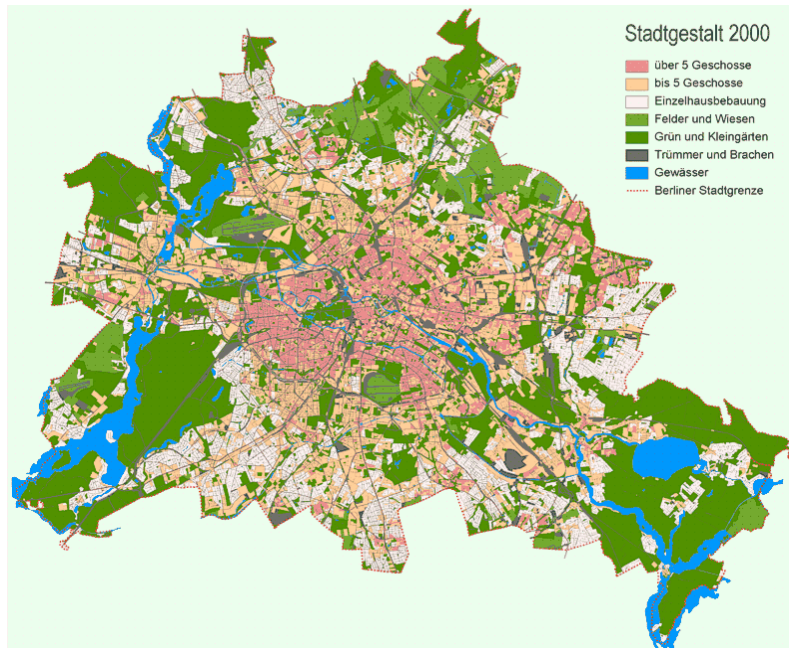 Stadtgestalt 2000
über 5 Geschosse
bis 5 Geschosse
Einzelhausbebauung
Felder und Wiesen
Grün und Kleingärten
Trümmer und Brachen
Gewässer
Berliner Stadtgrenze